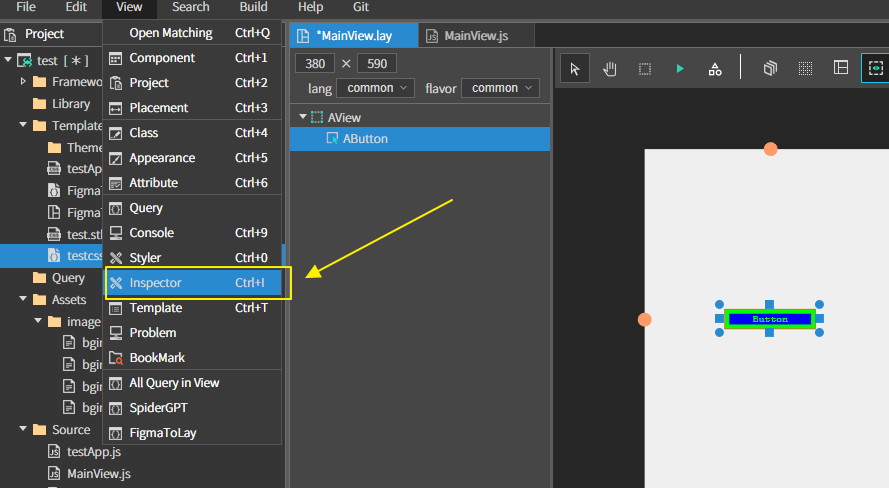 File Edit View Search Build Help Git
Project
test [ * ]
Framewo
Library
Template
Theme
testAp
FigmaT
FigmaT
test.stl
testcss
Query
Assets
image
bgin
bgin
bgin
bgin
Source
testApp.js
MainView.js
Open Matching Ctrl+Q
Component Ctrl+1
Project Ctrl+2
Placement Ctrl+3
Class Ctrl+4
Appearance Ctrl+5
Attribute Ctrl+6
Query
Console Ctrl+9
Styler Ctrl+0
Inspector Ctrl+I
Template Ctrl+T
Problem
BookMark
All Query in View
SpiderGPT
FigmaToLay
*MainView.lay MainView.js
380 × 590
lang common flavor common
AView
AButton
Button